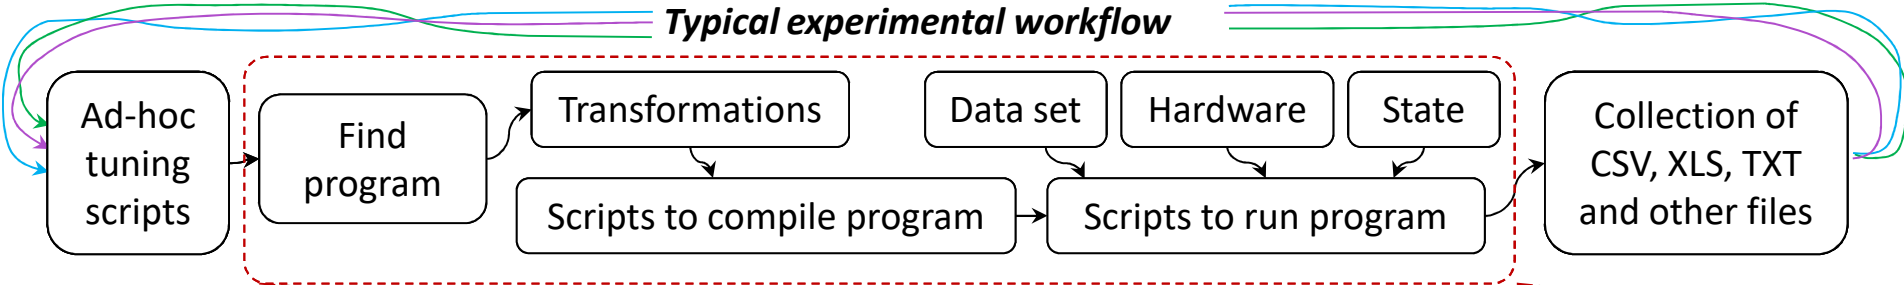 Typical experimental workflow
Ad-hoc
tuning
scripts
Find
program
Transformations
Scripts to compile program
Data set
Hardware
State
Scripts to run program
Collection of
CSV, XLS, TXT
and other files